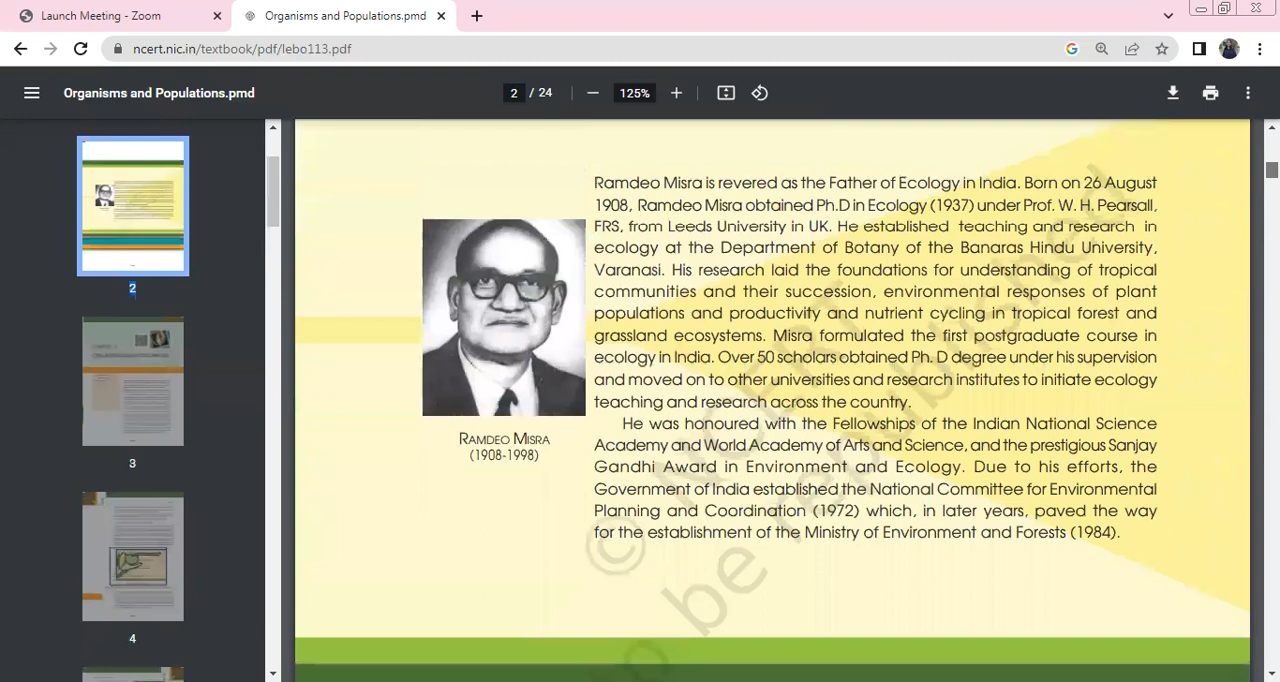 Launch Meeting - Zoom
Organisms and Populations.pmd
ncert.nic.in/textbook/pdf/lebo113.pdf
Organisms and Populations.pmd
2 / 24
125%
2
3
4
Ramdeo Misra is revered as the Father of Ecology in India. Born on 26 August
1908, Ramdeo Misra obtained Ph.D in Ecology (1937) under Prof. W. H. Pearsall,
FRS, from Leeds University in UK. He established teaching and research in
ecology at the Department of Botany of the Banaras Hindu University,
Varanasi. His research laid the foundations for understanding of tropical
communities and their succession, environmental responses of plant
populations and productivity and nutrient cycling in tropical forest and
grassland ecosystems. Misra formulated the first postgraduate course in
ecology in India. Over 50 scholars obtained Ph. D degree under his supervision
and moved on to other universities and research institutes to initiate ecology
teaching and research across the country.
He was honoured with the Fellowships of the Indian National Science
Academy and World Academy of Arts and Science, and the prestigious Sanjay
Gandhi Award in Environment and Ecology. Due to his efforts, the
Government of India established the National Committee for Environmental
Planning and Coordination (1972) which, in later years, paved the way
for the establishment of the Ministry of Environment and Forests (1984).
RAMDEO MISRA
(1908-1998)
© NCERT
to be republished